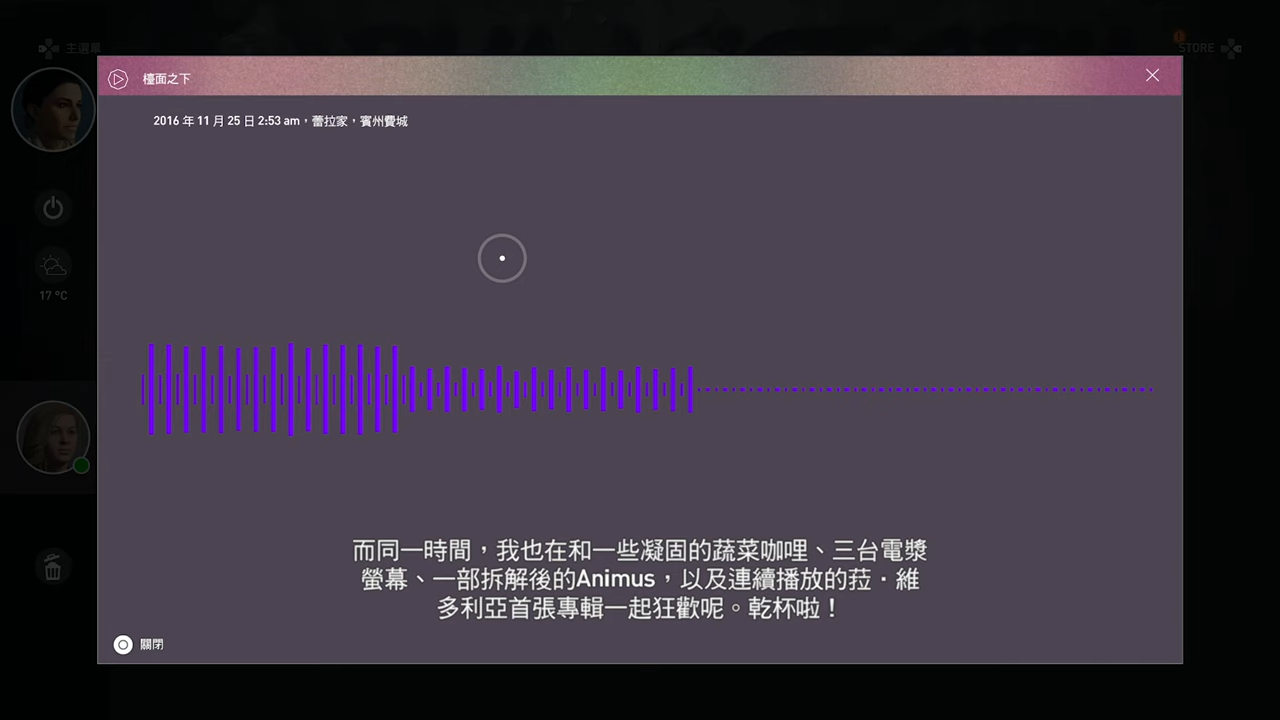 主選單
STORE
檯面之下
2016 年 11 月 25 日 2:53 am，蕾拉家，賓州費城
17 ºC
而同一時間，我也在和一些凝固的蔬菜咖哩、三台電漿
螢幕、一部拆解後的Animus，以及連續播放的菈．維
多利亞首張專輯一起狂歡呢。乾杯啦！
關閉